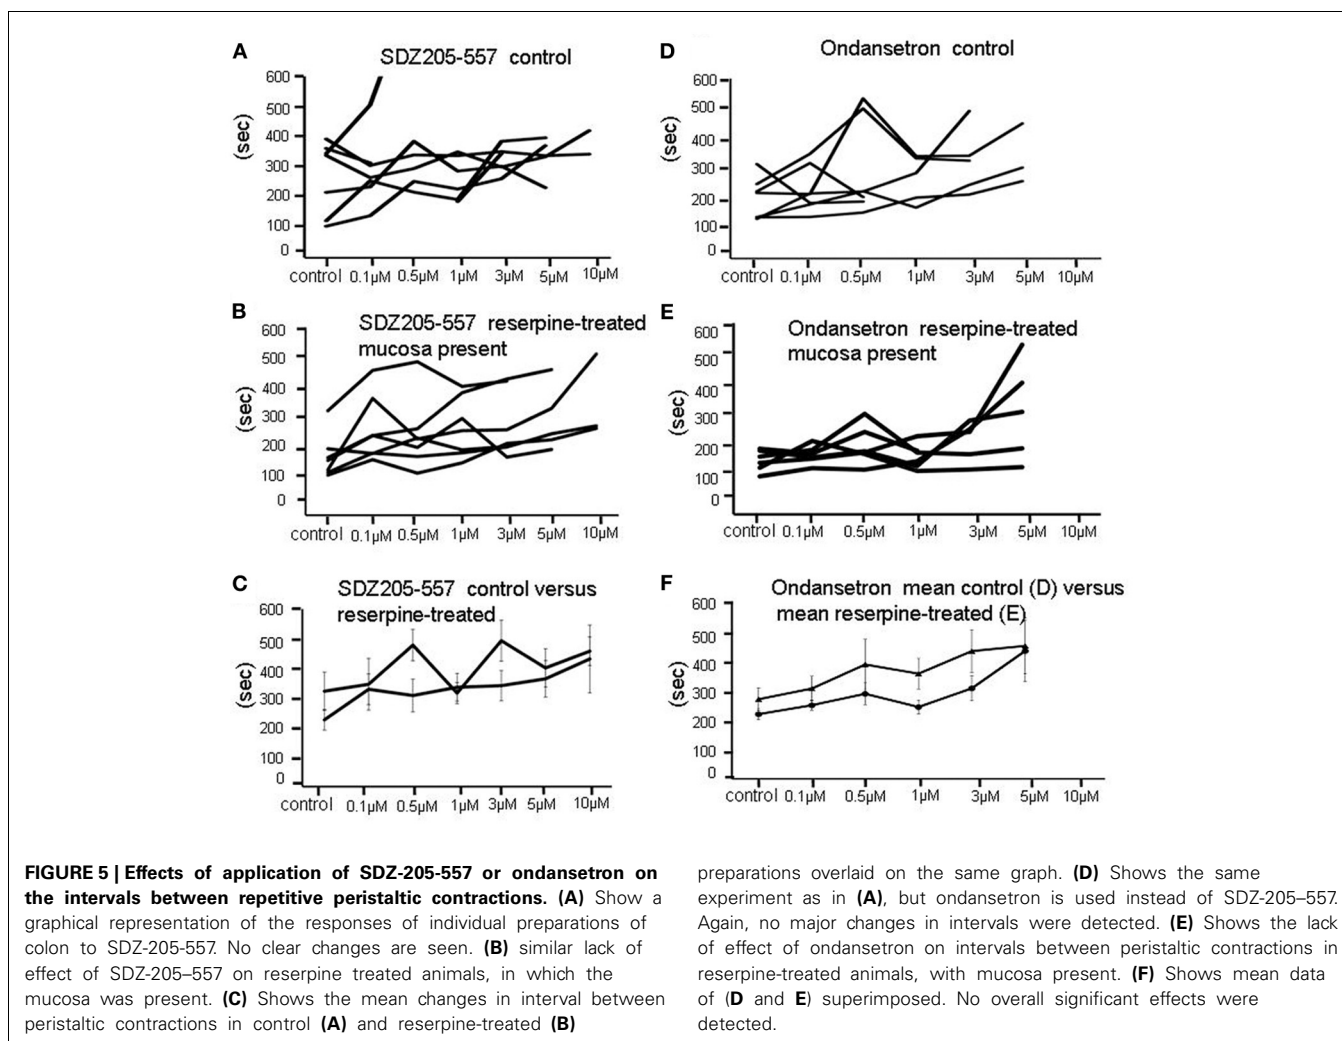 A
SDZ205-557 control
(sec)
600
500
400
300
200
100
0
control 0.1µM 0.5µM 1µM 3µM 5µM 10µM
B
SDZ205-557 reserpine-treated
mucosa present
(sec)
600
500
400
300
200
100
0
control 0.1µM 0.5µM 1µM 3µM 5µM 10µM
C
SDZ205-557 control versus
reserpine-treated
(sec)
600
500
400
300
200
100
0
control 0.1µM 0.5µM 1µM 3µM 5µM 10µM
D
Ondansetron control
(sec)
600
500
400
300
200
100
0
control 0.1µM 0.5µM 1µM 3µM 5µM 10µM
E
Ondansetron reserpine-treated
mucosa present
(sec)
600
500
400
300
200
100
0
control 0.1µM 0.5µM 1µM 3µM 5µM 10µM
F
Ondansetron mean control (D) versus
mean reserpine-treated (E)
(sec)
600
500
400
300
200
100
0
control 0.1µM 0.5µM 1µM 3µM 5µM 10µM
FIGURE 5 | Effects of application of SDZ-205-557 or ondansetron on
the intervals between repetitive peristaltic contractions. (A) Show a
graphical representation of the responses of individual preparations of
colon to SDZ-205-557. No clear changes are seen. (B) similar lack of
effect of SDZ-205–557 on reserpine treated animals, in which the
mucosa was present. (C) Shows the mean changes in interval between
peristaltic contractions in control (A) and reserpine-treated (B)
preparations overlaid on the same graph. (D) Shows the same
experiment as in (A), but ondansetron is used instead of SDZ-205–557.
Again, no major changes in intervals were detected. (E) Shows the lack
of effect of ondansetron on intervals between peristaltic contractions in
reserpine-treated animals, with mucosa present. (F) Shows mean data
of (D and E) superimposed. No overall significant effects were
detected.